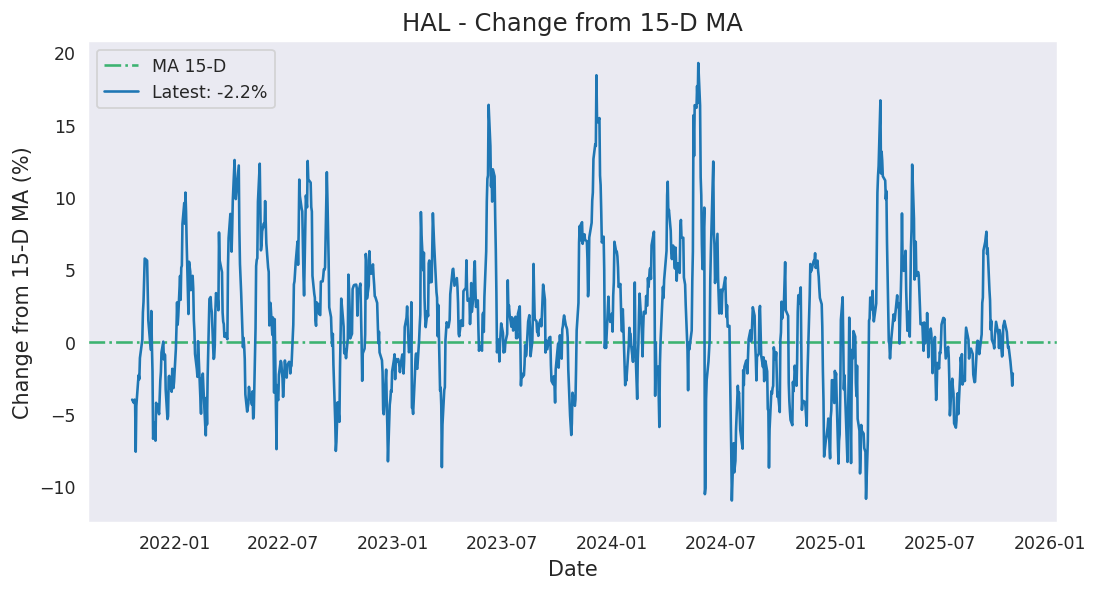 HAL - Change from 15-D MA
MA 15-D
Latest: -2.2%
Change from 15-D MA (%)
20
15
10
5
0
−5
−10
2022-01 2022-07 2023-01 2023-07 2024-01 2024-07 2025-01 2025-07 2026-01
Date